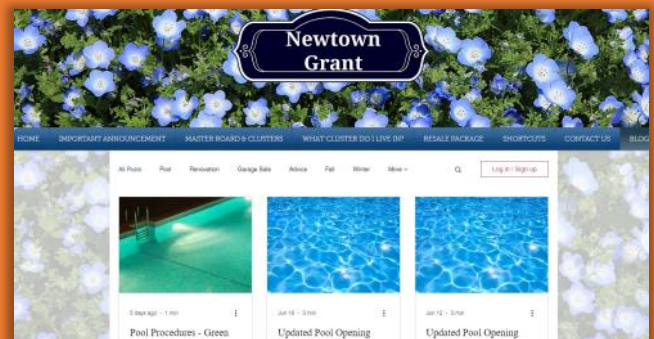 Newtown
Grant
HOME IMPORTANT ANNOUNCEMENT MASTER BOARD & CLUSTERS WHAT CLUSTER DO I LIVE IN? RESALE PACKAGE SHORTCUTS CONTACT US BLOG
All Posts Pool Renovation Garage Sale Advice Fall Winter More
Log in / Sign up
5 days ago · 1 min
Pool Procedures - Green
Jun 19 · 3 min
Updated Pool Opening
Jun 12 · 3 min
Updated Pool Opening